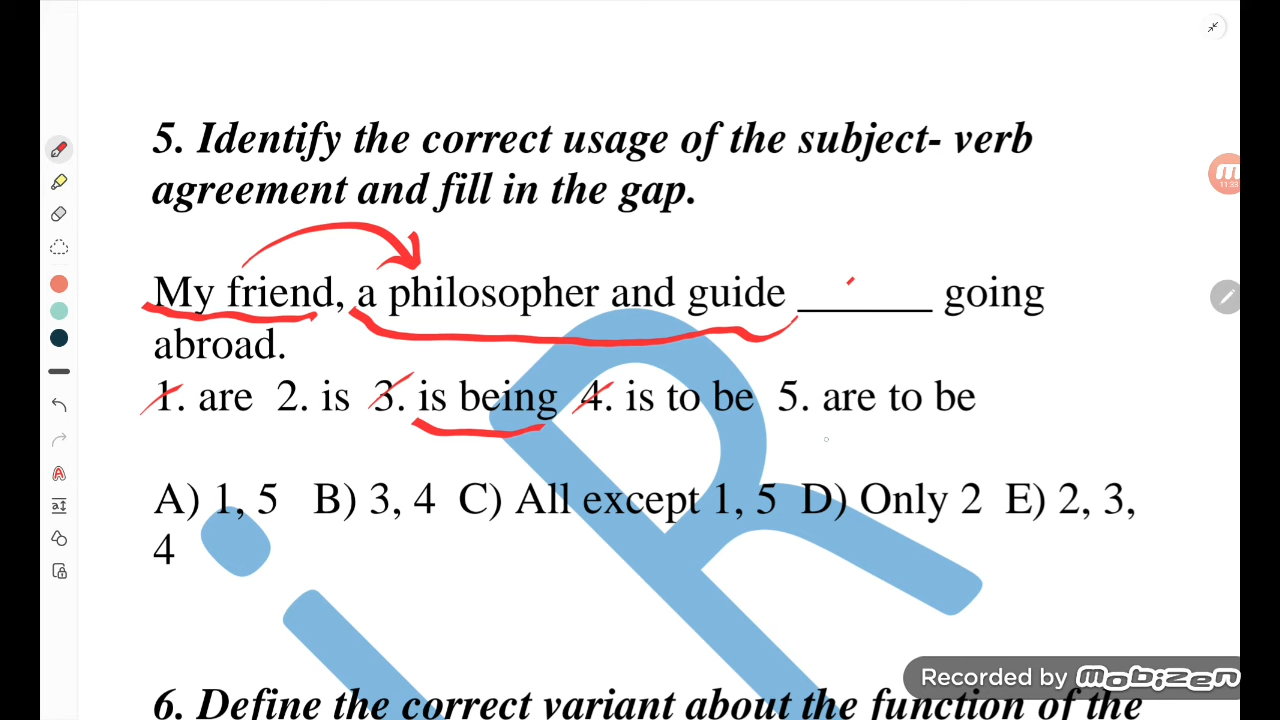 5. Identify the correct usage of the subject- verb
agreement and fill in the gap.
My friend, a philosopher and guide ______ going
abroad.
1. are 2. is 3. is being 4. is to be 5. are to be
A) 1, 5 B) 3, 4 C) All except 1, 5 D) Only 2 E) 2, 3,
4
6. Define the correct variant about the function of the
Recorded by Mobizen
11:33